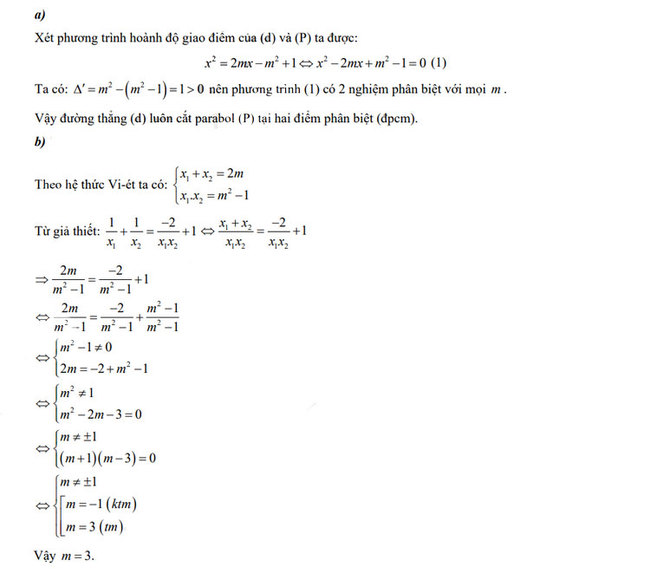 a)
Xét phương trình hoành độ giao điểm của (d) và (P) ta được:
x² = 2mx − m² + 1 ⇔ x² − 2mx + m² − 1 = 0 (1)
Ta có: Δ′ = m² − (m² − 1) = 1 > 0 nên phương trình (1) có 2 nghiệm phân biệt với mọi m .
Vậy đường thẳng (d) luôn cắt parabol (P) tại hai điểm phân biệt (đpcm).
b)
Theo hệ thức Vi-ét ta có: { x₁ + x₂ = 2m
x₁.x₂ = m² − 1
Từ giả thiết: 1/x₁ + 1/x₂ = −2/(x₁x₂) + 1 ⇔ (x₁ + x₂)/(x₁x₂) = −2/(x₁x₂) + 1
⇒ 2m/(m² − 1) = −2/(m² − 1) + 1
⇔ 2m/(m² − 1) = −2/(m² − 1) + (m² − 1)/(m² − 1)
⇔ { m² − 1 ≠ 0
2m = −2 + m² − 1
⇔ { m² ≠ 1
m² − 2m − 3 = 0
⇔ { m ≠ ±1
(m + 1)(m − 3) = 0
⇔ { m ≠ ±1
[ m = −1 (ktm)
m = 3 (tm)
Vậy m = 3.